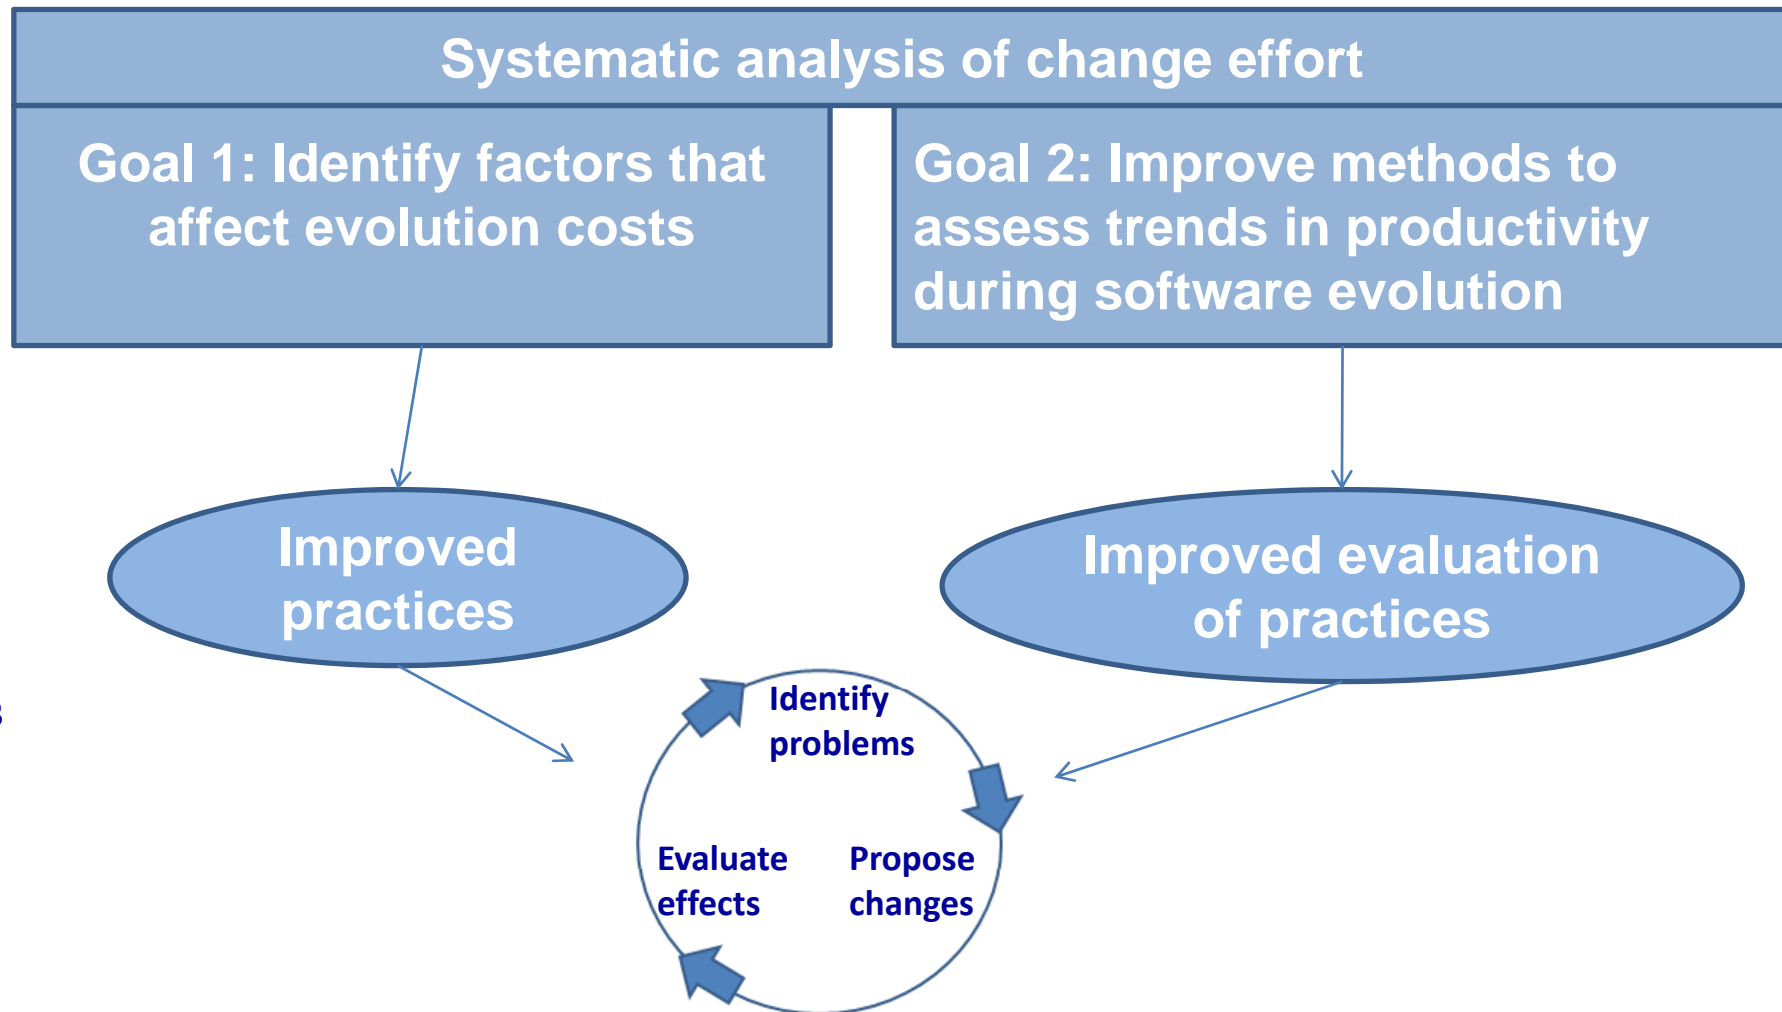 Systematic analysis of change effort
Goal 1: Identify factors that
affect evolution costs
Goal 2: Improve methods to
assess trends in productivity
during software evolution
Improved
practices
Improved evaluation
of practices
Identify
problems
Evaluate
effects
Propose
changes